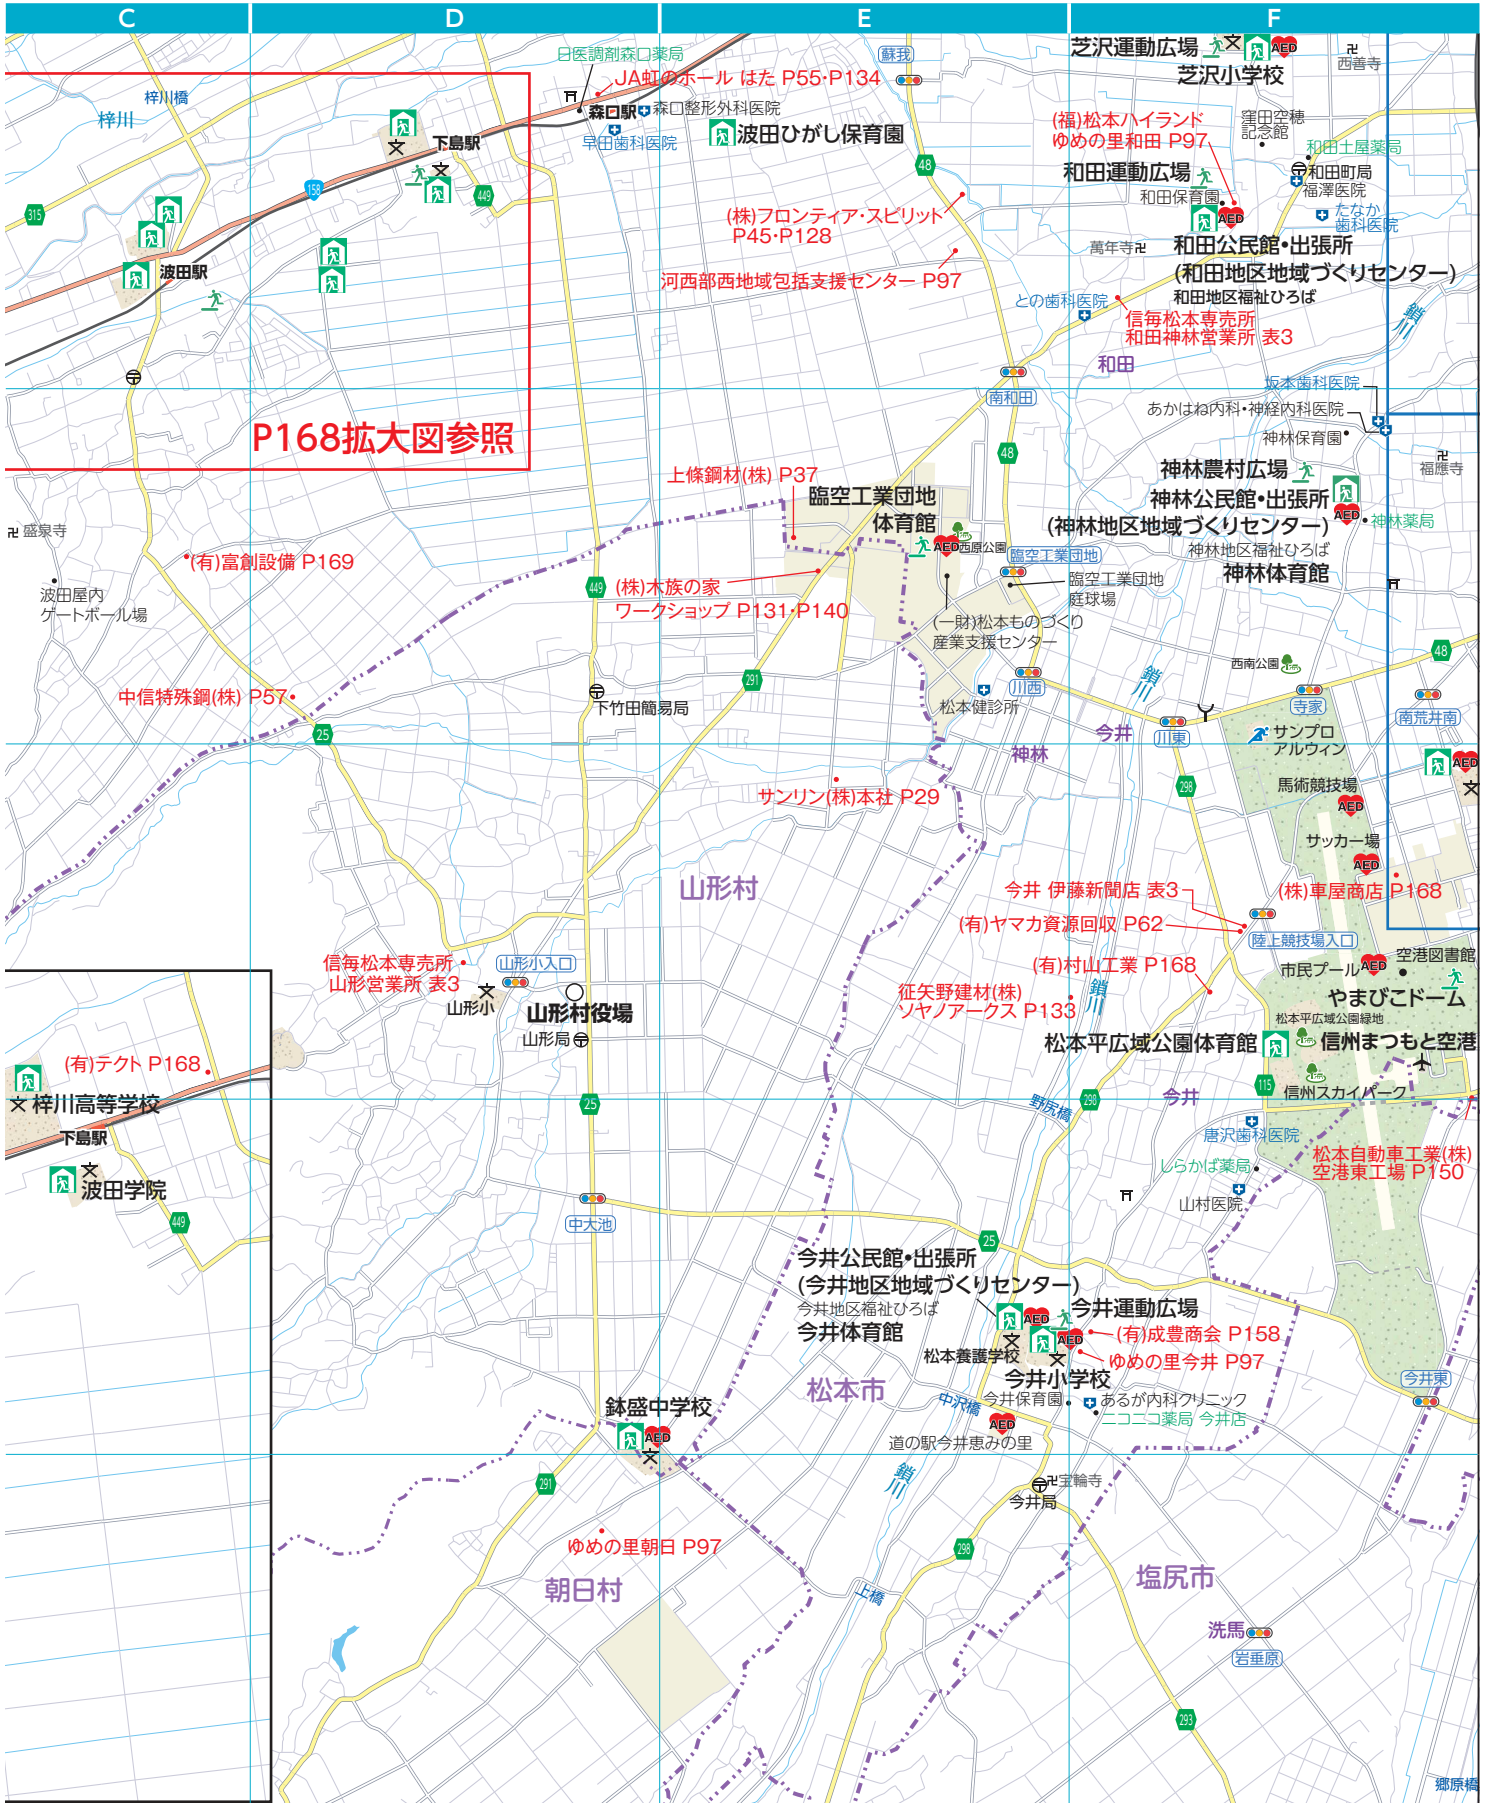 C
D
E
F
日医調剤森口薬局
JA虹のホール はた P55・P134
森口駅
森口整形外科医院
早田歯科医院
波田ひがし保育園
蘇我
梓川橋
梓川
下島駅
158
449
315
波田駅
48
(株)フロンティア・スピリット
P45・P128
河西部西地域包括支援センター P97
芝沢運動広場
AED
芝沢小学校
西善寺
(福)松本ハイランド
ゆめの里和田 P97
窪田空穂
記念館
和田土屋薬局
和田町局
福澤医院
和田運動広場
和田保育園
AED
たなか
歯科医院
萬年寺
和田公民館・出張所
(和田地区地域づくりセンター)
和田地区福祉ひろば
との歯科医院
信毎松本専売所
和田神林営業所 表3
鎖川
和田
南和田
坂本歯科医院
あかはね内科・神経内科医院
神林保育園
福應寺
P168拡大図参照
48
神林農村広場
神林公民館・出張所
(神林地区地域づくりセンター)
AED
神林薬局
神林地区福祉ひろば
神林体育館
上條鋼材(株) P37
臨空工業団地
体育館
AED
西原公園
臨空工業団地
臨空工業団地
庭球場
盛泉寺
(有)富創設備 P169
波田屋内
ゲートボール場
449
(株)木族の家
ワークショップ P131・P140
(一財)松本ものづくり
産業支援センター
西南公園
48
中信特殊鋼(株) P57
下竹田簡易局
291
川西
松本健診所
鎖川
寺家
南荒井南
25
川東
今井
神林
サンプロ
アルウィン
AED
サンリン(株)本社 P29
298
馬術競技場
AED
サッカー場
AED
山形村
今井 伊藤新聞店 表3
(株)車屋商店 P168
(有)ヤマカ資源回収 P62
陸上競技場入口
信毎松本専売所
山形営業所 表3
山形小入口
山形小
山形村役場
山形局
(有)村山工業 P168
征矢野建材(株)
ソヤノアークス P133
鎖川
市民プール
AED
空港図書館
やまびこドーム
松本平広域公園緑地
松本平広域公園体育館
信州まつもと空港
信州スカイパーク
115
(有)テクト P168
梓川高等学校
下島駅
波田学院
449
25
野尻橋
298
今井
唐沢歯科医院
しらかば薬局
山村医院
松本自動車工業(株)
空港東工場 P150
中大池
25
今井公民館・出張所
(今井地区地域づくりセンター)
今井地区福祉ひろば
今井体育館
AED
今井運動広場
AED
(有)成豊商会 P158
ゆめの里今井 P97
松本養護学校
今井小学校
今井保育園
あるが内科クリニック
ニコニコ薬局 今井店
今井東
松本市
中沢橋
AED
道の駅今井恵みの里
鉢盛中学校
AED
291
鎖川
宝輪寺
今井局
298
ゆめの里朝日 P97
朝日村
上橋
塩尻市
洗馬
岩垂原
293
郷原橋